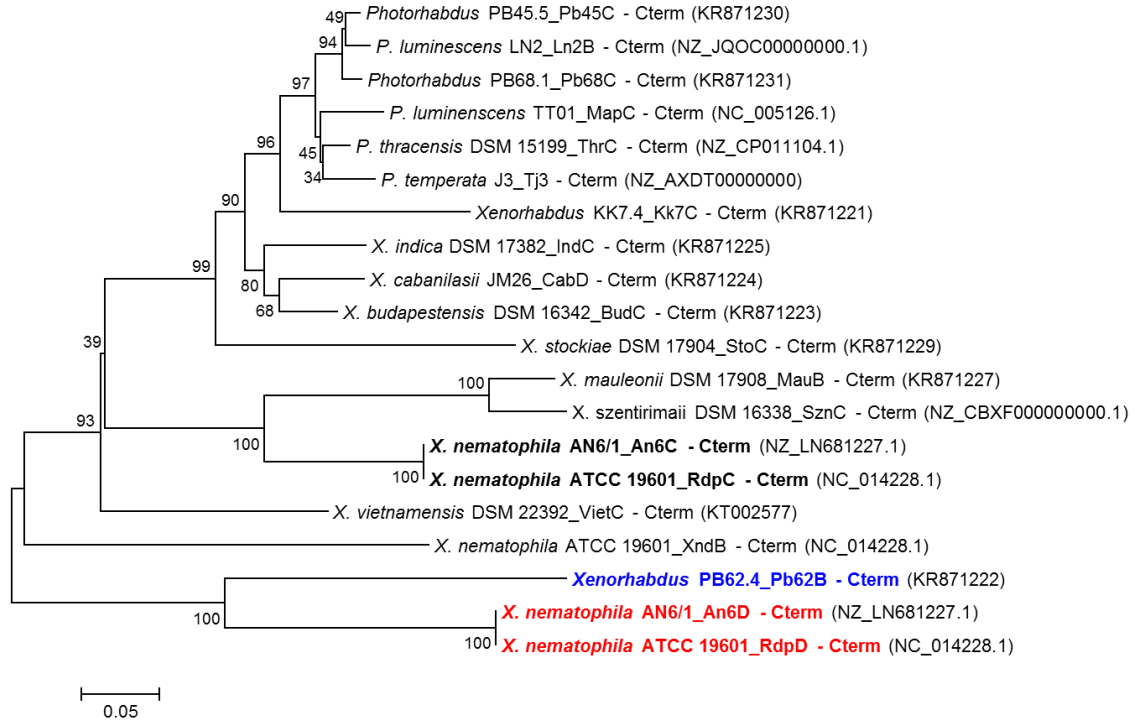 Photorhabdus PB45.5_Pb45C - Cterm (KR871230)
49
P. luminescens LN2_Ln2B - Cterm (NZ_JQOC00000000.1)
94
Photorhabdus PB68.1_Pb68C - Cterm (KR871231)
97
P. luminenscens TT01_MapC - Cterm (NC_005126.1)
96
P. thracensis DSM 15199_ThrC - Cterm (NZ_CP011104.1)
45
P. temperata J3_Tj3 - Cterm (NZ_AXDT00000000)
34
90
Xenorhabdus KK7.4_Kk7C - Cterm (KR871221)
X. indica DSM 17382_IndC - Cterm (KR871225)
99
X. cabanilasii JM26_CabD - Cterm (KR871224)
80
X. budapestensis DSM 16342_BudC - Cterm (KR871223)
68
39
X. stockiae DSM 17904_StoC - Cterm (KR871229)
100
X. mauleonii DSM 17908_MauB - Cterm (KR871227)
X. szentirimaii DSM 16338_SznC - Cterm (NZ_CBXF000000000.1)
93
100
X. nematophila AN6/1_An6C - Cterm (NZ_LN681227.1)
100
X. nematophila ATCC 19601_RdpC - Cterm (NC_014228.1)
X. vietnamensis DSM 22392_VietC - Cterm (KT002577)
X. nematophila ATCC 19601_XndB - Cterm (NC_014228.1)
Xenorhabdus PB62.4_Pb62B - Cterm (KR871222)
100
X. nematophila AN6/1_An6D - Cterm (NZ_LN681227.1)
100
X. nematophila ATCC 19601_RdpD - Cterm (NC_014228.1)
0.05